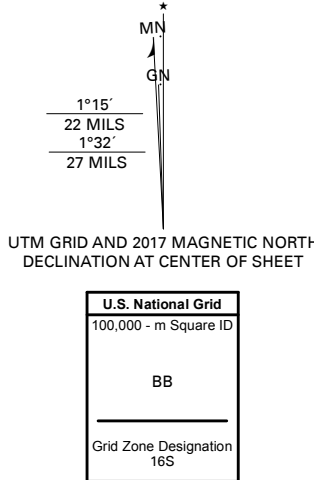 MN
GN
1°15´
22 MILS
1°32´
27 MILS
UTM GRID AND 2017 MAGNETIC NORTH
DECLINATION AT CENTER OF SHEET
U.S. National Grid
100,000 - m Square ID
BB
Grid Zone Designation
16S